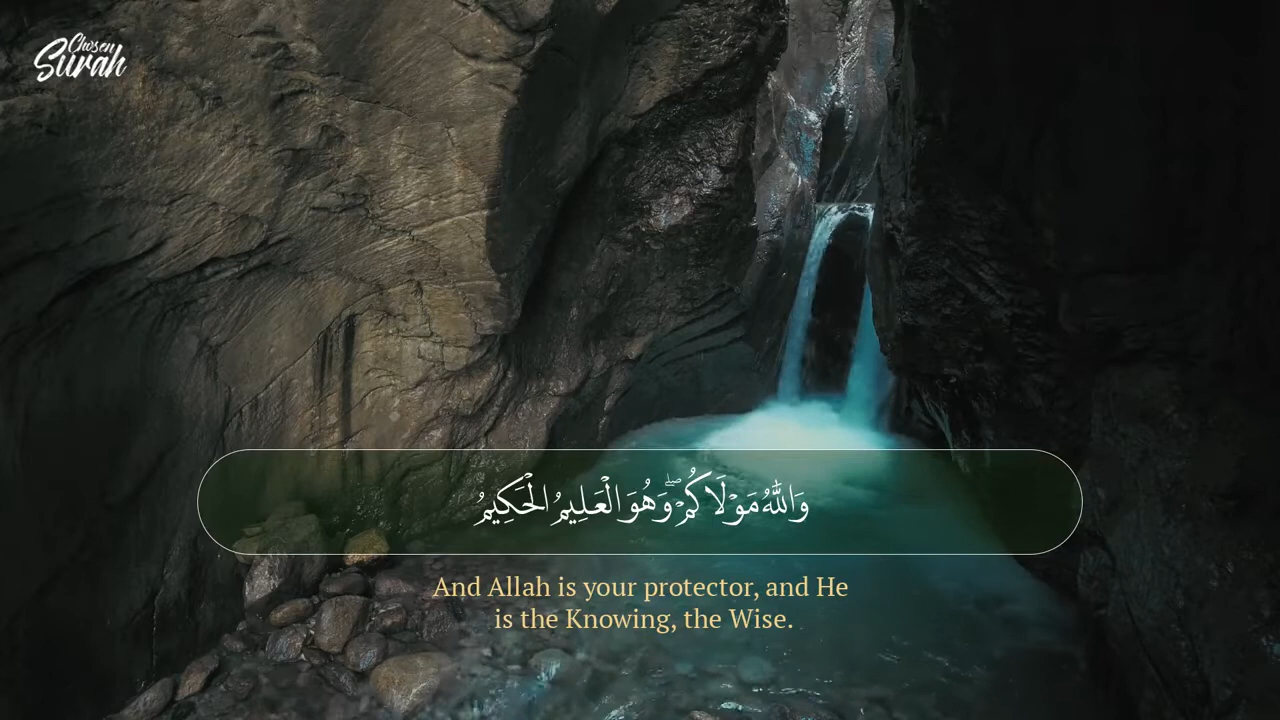 Chosen
Surah
وَاللَّهُ مَوْلَاكُمْ ۖ وَهُوَ الْعَلِيمُ الْحَكِيمُ
And Allah is your protector, and He
is the Knowing, the Wise.